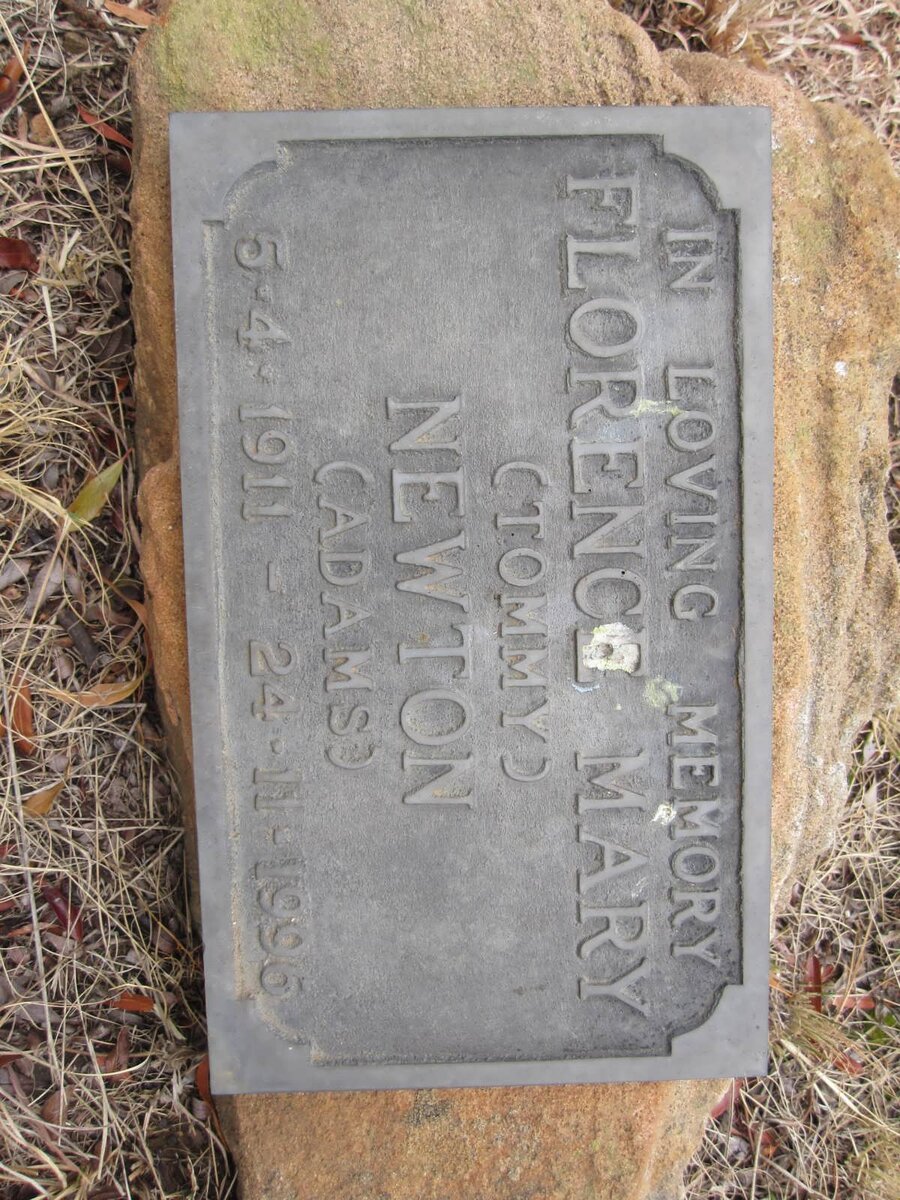 IN LOVING MEMORY
FLORENCE MARY
(TOMMY)
NEWTON
(ADAMS)
5·4·1911 – 24·11·1996